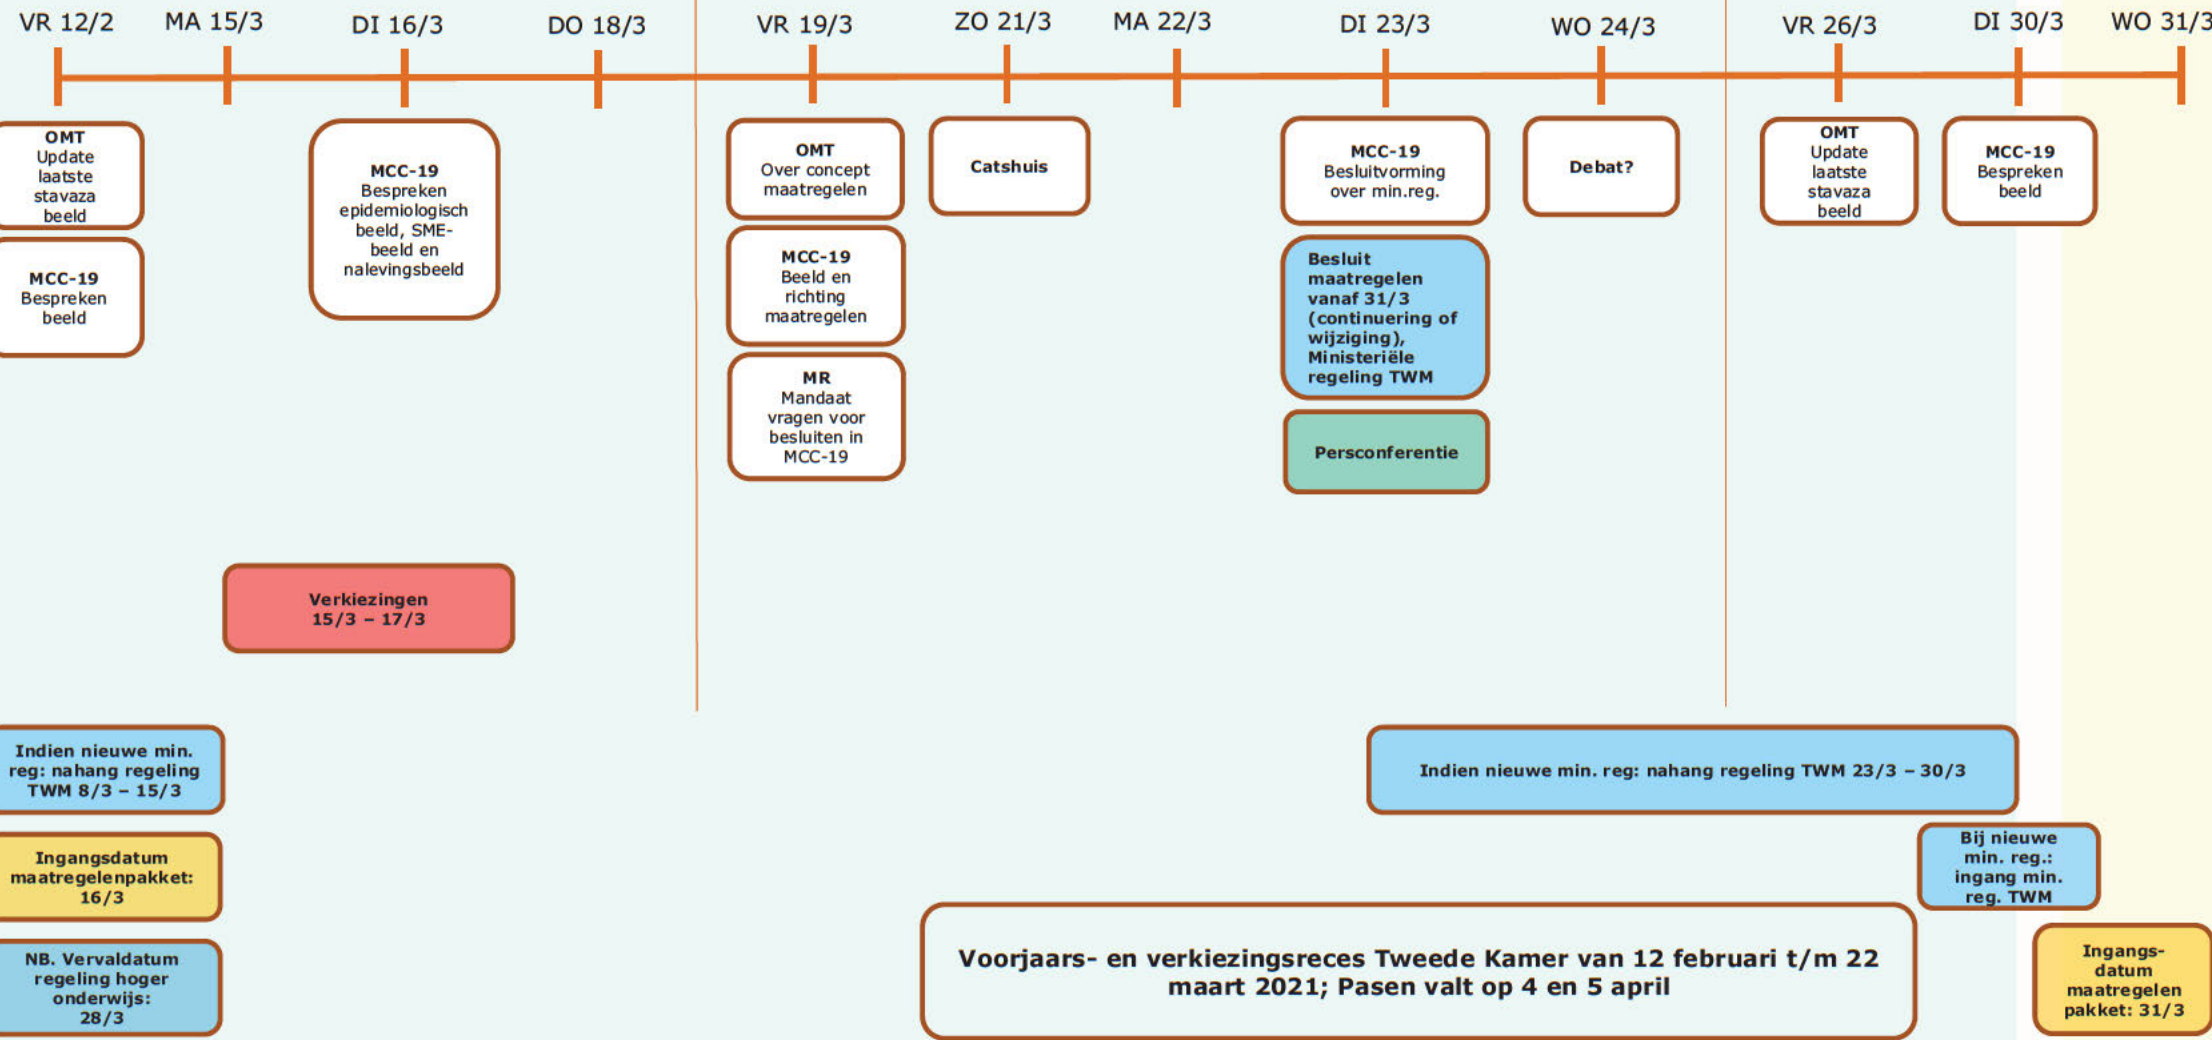 VR 12/2
MA 15/3
DI 16/3
DO 18/3
VR 19/3
ZO 21/3
MA 22/3
DI 23/3
WO 24/3
VR 26/3
DI 30/3
WO 31/3
OMT
Update
laatste
stavaza
beeld
MCC-19
Bespreken
beeld
MCC-19
Bespreken
epidemiologisch
beeld, SME-
beeld en
nalevingsbeeld
OMT
Over concept
maatregelen
MCC-19
Beeld en
richting
maatregelen
MR
Mandaat
vragen voor
besluiten in
MCC-19
Catshuis
MCC-19
Besluitvorming
over min.reg.
Besluit
maatregelen
vanaf 31/3
(continuering of
wijziging),
Ministeriële
regeling TWM
Persconferentie
Debat?
OMT
Update
laatste
stavaza
beeld
MCC-19
Bespreken
beeld
Verkiezingen
15/3 – 17/3
Indien nieuwe min.
reg: nahang regeling
TWM 8/3 – 15/3
Ingangsdatum
maatregelenpakket:
16/3
NB. Vervaldatum
regeling hoger
onderwijs:
28/3
Indien nieuwe min. reg: nahang regeling TWM 23/3 – 30/3
Bij nieuwe
min. reg.:
ingang min.
reg. TWM
Voorjaars- en verkiezingsreces Tweede Kamer van 12 februari t/m 22
maart 2021; Pasen valt op 4 en 5 april
Ingangs-
datum
maatregelen
pakket: 31/3